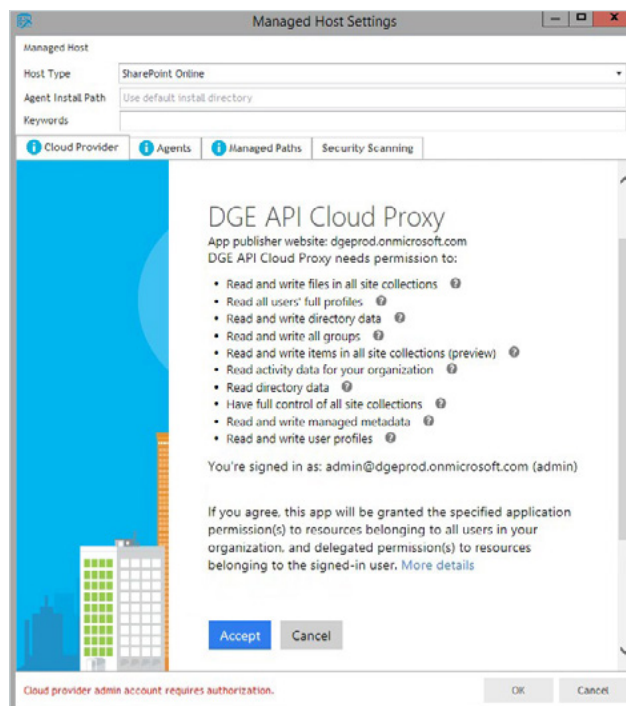 Managed Host Settings
Managed Host
Host Type SharePoint Online
Agent Install Path Use default install directory
Keywords
Cloud Provider Agents Managed Paths Security Scanning
DGE API Cloud Proxy
App publisher website: dgeprod.onmicrosoft.com
DGE API Cloud Proxy needs permission to:
• Read and write files in all site collections
• Read all users' full profiles
• Read and write directory data
• Read and write all groups
• Read and write items in all site collections (preview)
• Read activity data for your organization
• Read directory data
• Have full control of all site collections
• Read and write managed metadata
• Read and write user profiles
You're signed in as: admin@dgeprod.onmicrosoft.com (admin)
If you agree, this app will be granted the specified application
permission(s) to resources belonging to all users in your
organization, and delegated permission(s) to resources
belonging to the signed-in user. More details
Accept Cancel
Cloud provider admin account requires authorization. OK Cancel